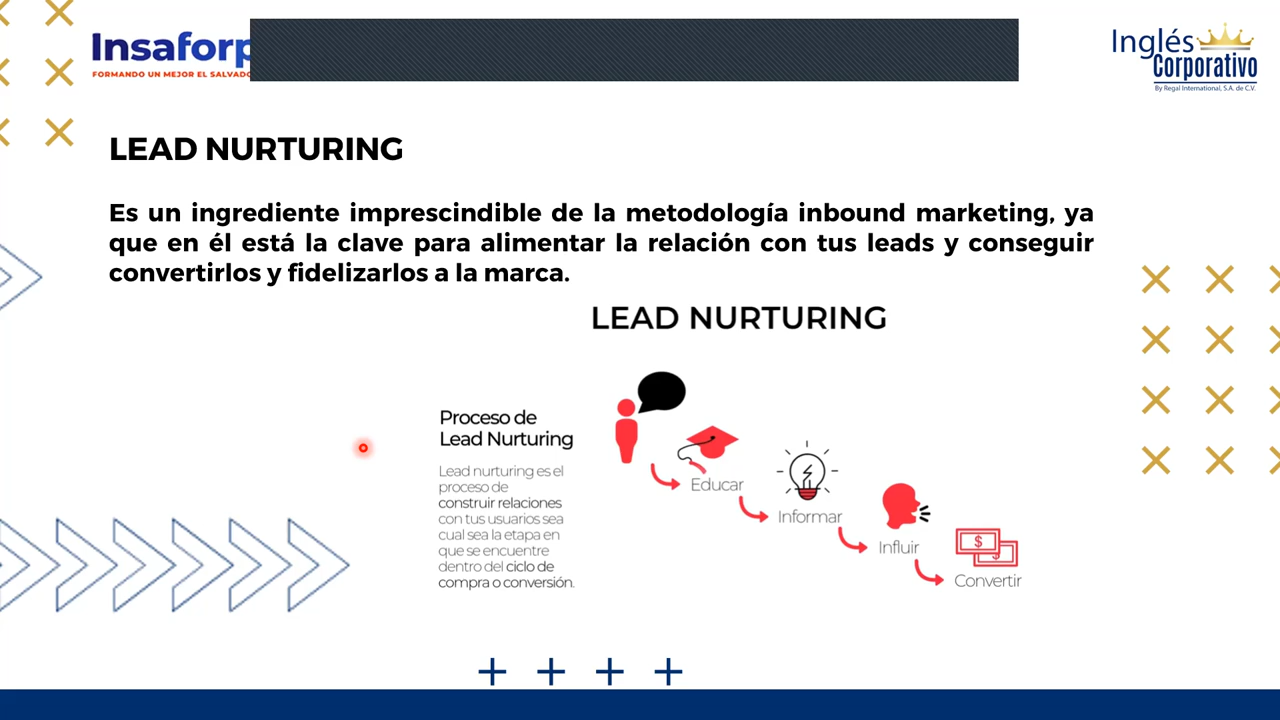 Insaforp
FORMANDO UN MEJOR EL SALVADO
Inglés
Corporativo
By Regal International, S.A. de C.V.
LEAD NURTURING
Es un ingrediente imprescindible de la metodología inbound marketing, ya
que en él está la clave para alimentar la relación con tus leads y conseguir
convertirlos y fidelizarlos a la marca.
LEAD NURTURING
Proceso de
Lead Nurturing
Lead nurturing es el
proceso de
construir relaciones
con tus usuarios sea
cual sea la etapa en
que se encuentre
dentro del ciclo de
compra o conversión.
Educar
Informar
Influir
$
$
Convertir